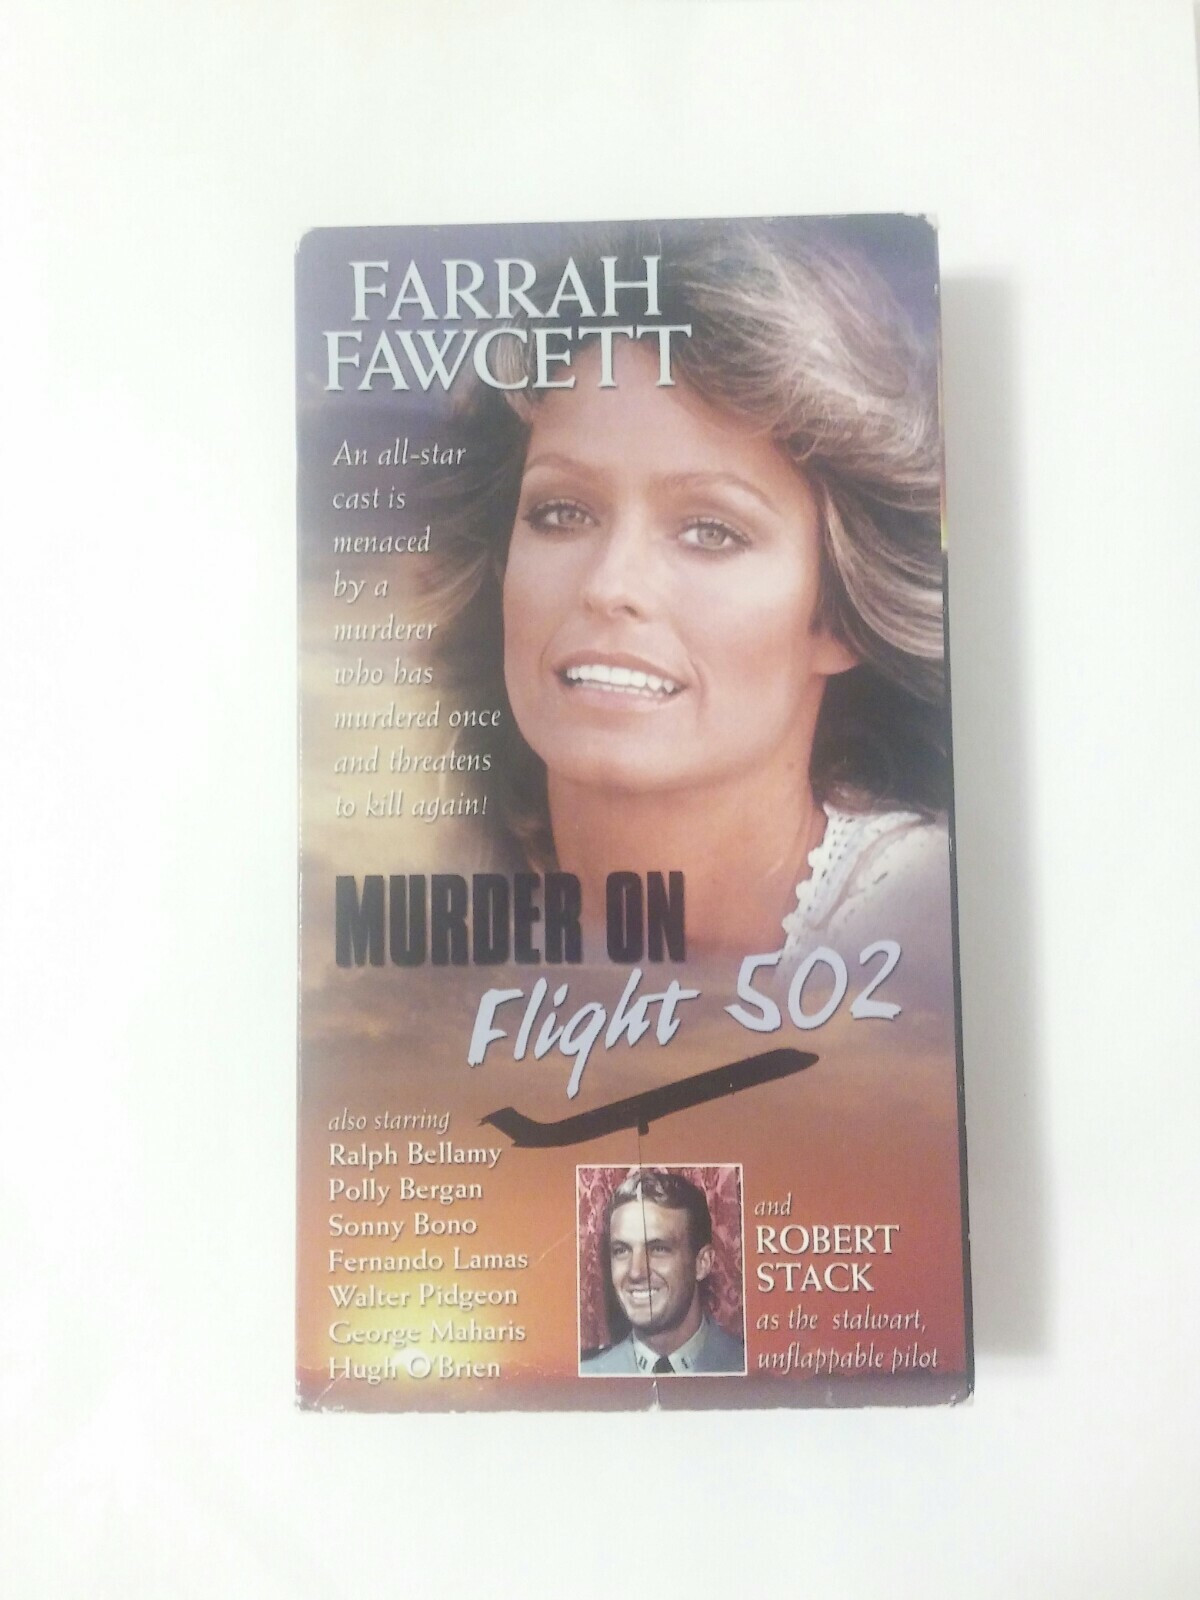 FARRAH
FAWCETT
An all-star
cast is
menaced
by a
murderer
who has
murdered once
and threatens
to kill again!
MURDER ON
Flight 502
also starring
Ralph Bellamy
Polly Bergan
Sonny Bono
Fernando Lamas
Walter Pidgeon
George Maharis
Hugh O'Brien
and
ROBERT
STACK
as the stalwart,
unflappable pilot